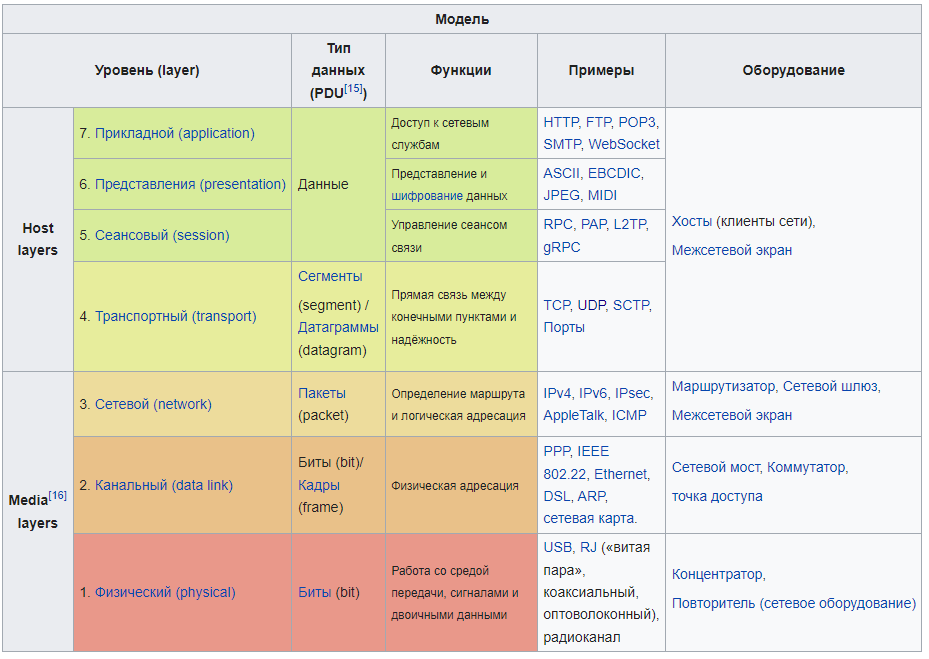 Модель
Уровень (layer)
Тип
данных
(PDU[15])
Функции
Примеры
Оборудование
Host
layers
7. Прикладной (application)
Данные
Доступ к сетевым
службам
HTTP, FTP, POP3,
SMTP, WebSocket
Хосты (клиенты сети),
Межсетевой экран
6. Представления (presentation)
Представление и
шифрование данных
ASCII, EBCDIC,
JPEG, MIDI
5. Сеансовый (session)
Управление сеансом
связи
RPC, PAP, L2TP,
gRPC
4. Транспортный (transport)
Сегменты
(segment) /
Датаграммы
(datagram)
Прямая связь между
конечными пунктами и
надёжность
TCP, UDP, SCTP,
Порты
Media[16]
layers
3. Сетевой (network)
Пакеты
(packet)
Определение маршрута
и логическая адресация
IPv4, IPv6, IPsec,
AppleTalk, ICMP
Маршрутизатор, Сетевой шлюз,
Межсетевой экран
2. Канальный (data link)
Биты (bit)/
Кадры
(frame)
Физическая адресация
PPP, IEEE
802.22, Ethernet,
DSL, ARP,
сетевая карта.
Сетевой мост, Коммутатор,
точка доступа
1. Физический (physical)
Биты (bit)
Работа со средой
передачи, сигналами и
двоичными данными
USB, RJ («витая
пара»,
коаксиальный,
оптоволоконный),
радиоканал
Концентратор,
Повторитель (сетевое оборудование)